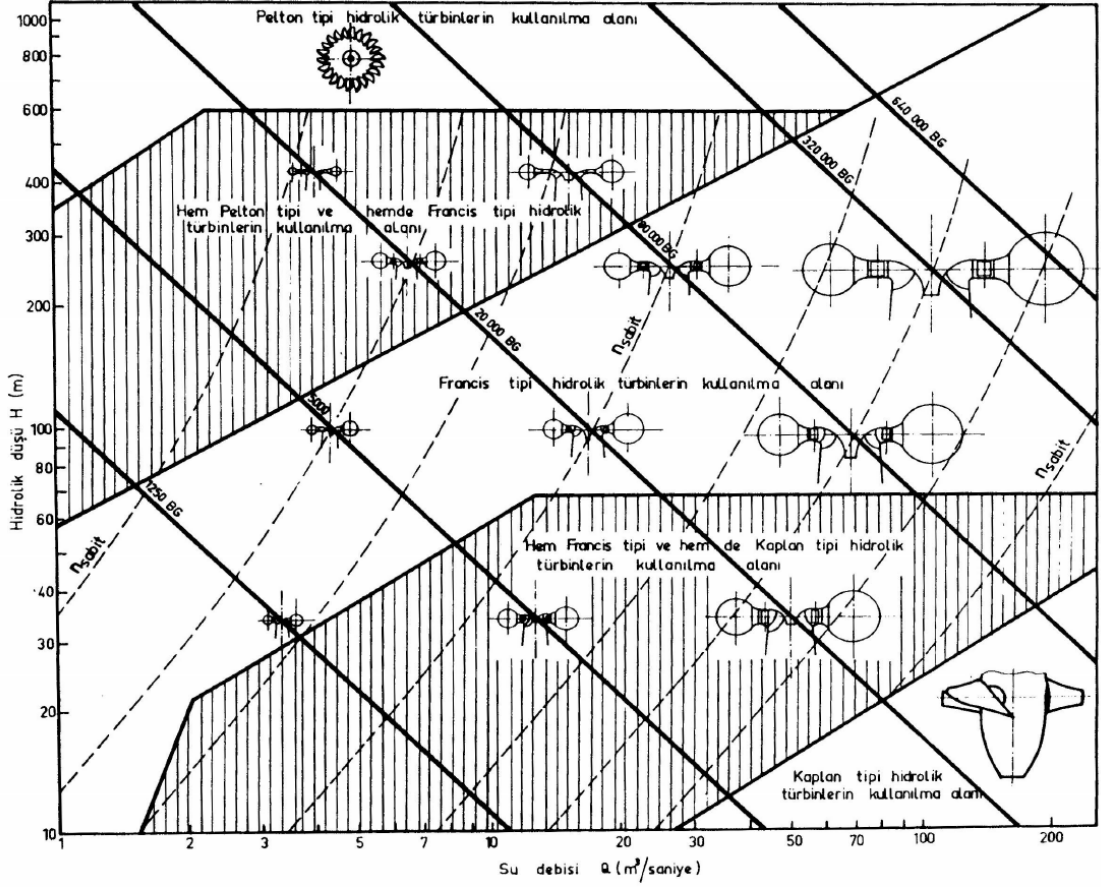 Pelton tipi hidrolik türbinlerin kullanılma alanı
1000
800
600
400
300
200
100
80
60
40
30
20
10
Hidrolik düşü H (m)
640 000 BG
320 000 BG
80 000 BG
20 000 BG
5000
1250 BG
Hem Pelton tipi ve hemde Francis tipi hidrolik
türbinlerin kullanılma alanı
nsabit
Francis tipi hidrolik türbinlerin kullanılma alanı
nsabit
nsabit
Hem Francis tipi ve hem de Kaplan tipi hidrolik
türbinlerin kullanılma alanı
Kaplan tipi hidrolik
türbinlerin kullanılma alanı
1 2 3 5 7 10 20 30 50 70 100 200
Su debisi Q (m³/saniye)